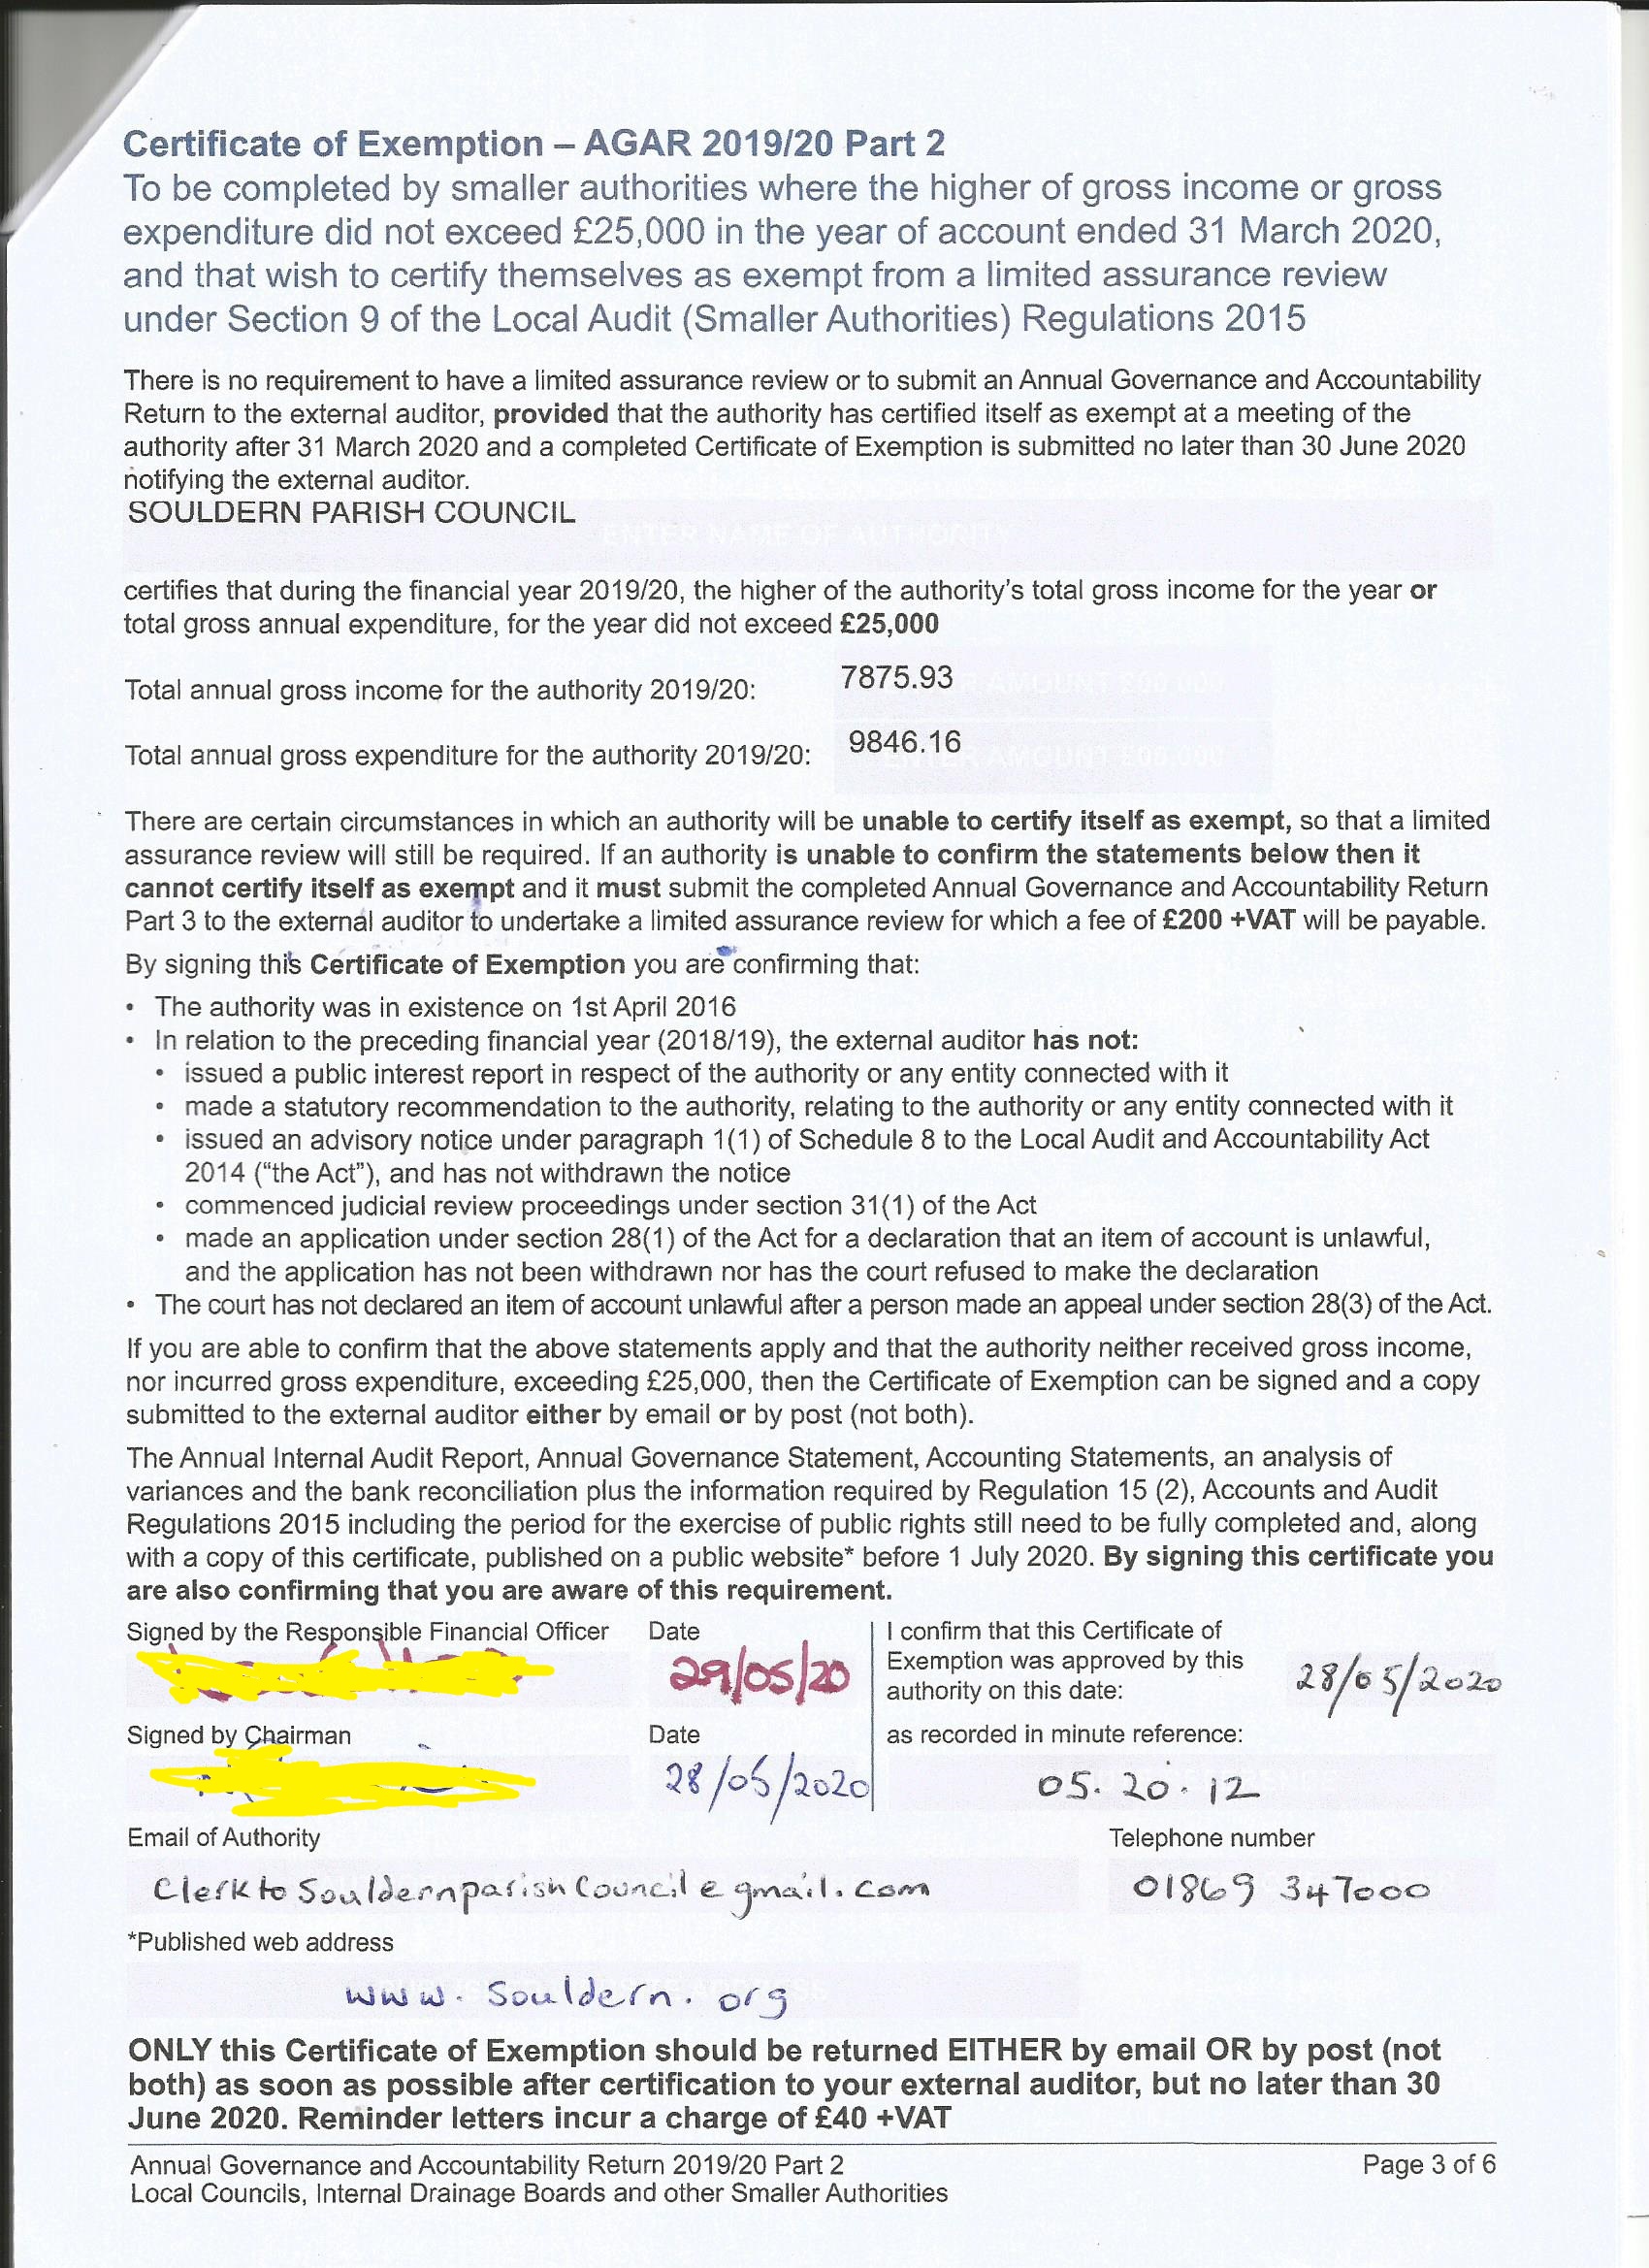 Certificate of Exemption – AGAR 2019/20 Part 2
To be completed by smaller authorities where the higher of gross income or gross
expenditure did not exceed £25,000 in the year of account ended 31 March 2020,
and that wish to certify themselves as exempt from a limited assurance review
under Section 9 of the Local Audit (Smaller Authorities) Regulations 2015
There is no requirement to have a limited assurance review or to submit an Annual Governance and Accountability
Return to the external auditor, provided that the authority has certified itself as exempt at a meeting of the
authority after 31 March 2020 and a completed Certificate of Exemption is submitted no later than 30 June 2020
notifying the external auditor.
SOULDERN PARISH COUNCIL
ENTER NAME OF AUTHORITY
certifies that during the financial year 2019/20, the higher of the authority's total gross income for the year or
total gross annual expenditure, for the year did not exceed £25,000
Total annual gross income for the authority 2019/20: 7875.93
Total annual gross expenditure for the authority 2019/20: 9846.16
There are certain circumstances in which an authority will be unable to certify itself as exempt, so that a limited
assurance review will still be required. If an authority is unable to confirm the statements below then it
cannot certify itself as exempt and it must submit the completed Annual Governance and Accountability Return
Part 3 to the external auditor to undertake a limited assurance review for which a fee of £200 +VAT will be payable.
By signing this Certificate of Exemption you are confirming that:
• The authority was in existence on 1st April 2016
• In relation to the preceding financial year (2018/19), the external auditor has not:
• issued a public interest report in respect of the authority or any entity connected with it
• made a statutory recommendation to the authority, relating to the authority or any entity connected with it
• issued an advisory notice under paragraph 1(1) of Schedule 8 to the Local Audit and Accountability Act
2014 ("the Act"), and has not withdrawn the notice
• commenced judicial review proceedings under section 31(1) of the Act
• made an application under section 28(1) of the Act for a declaration that an item of account is unlawful,
and the application has not been withdrawn nor has the court refused to make the declaration
• The court has not declared an item of account unlawful after a person made an appeal under section 28(3) of the Act.
If you are able to confirm that the above statements apply and that the authority neither received gross income,
nor incurred gross expenditure, exceeding £25,000, then the Certificate of Exemption can be signed and a copy
submitted to the external auditor either by email or by post (not both).
The Annual Internal Audit Report, Annual Governance Statement, Accounting Statements, an analysis of
variances and the bank reconciliation plus the information required by Regulation 15 (2), Accounts and Audit
Regulations 2015 including the period for the exercise of public rights still need to be fully completed and, along
with a copy of this certificate, published on a public website* before 1 July 2020. By signing this certificate you
are also confirming that you are aware of this requirement.
Signed by the Responsible Financial Officer Date
29/05/20
I confirm that this Certificate of
Exemption was approved by this
authority on this date: 28/05/2020
Signed by Chairman Date
28/05/2020
as recorded in minute reference:
05.20.12
Email of Authority Telephone number
ClerktoSouldernparishCouncil@gmail.com 01869 347000
*Published web address
www.Souldern.org
ONLY this Certificate of Exemption should be returned EITHER by email OR by post (not
both) as soon as possible after certification to your external auditor, but no later than 30
June 2020. Reminder letters incur a charge of £40 +VAT
Annual Governance and Accountability Return 2019/20 Part 2 Page 3 of 6
Local Councils, Internal Drainage Boards and other Smaller Authorities